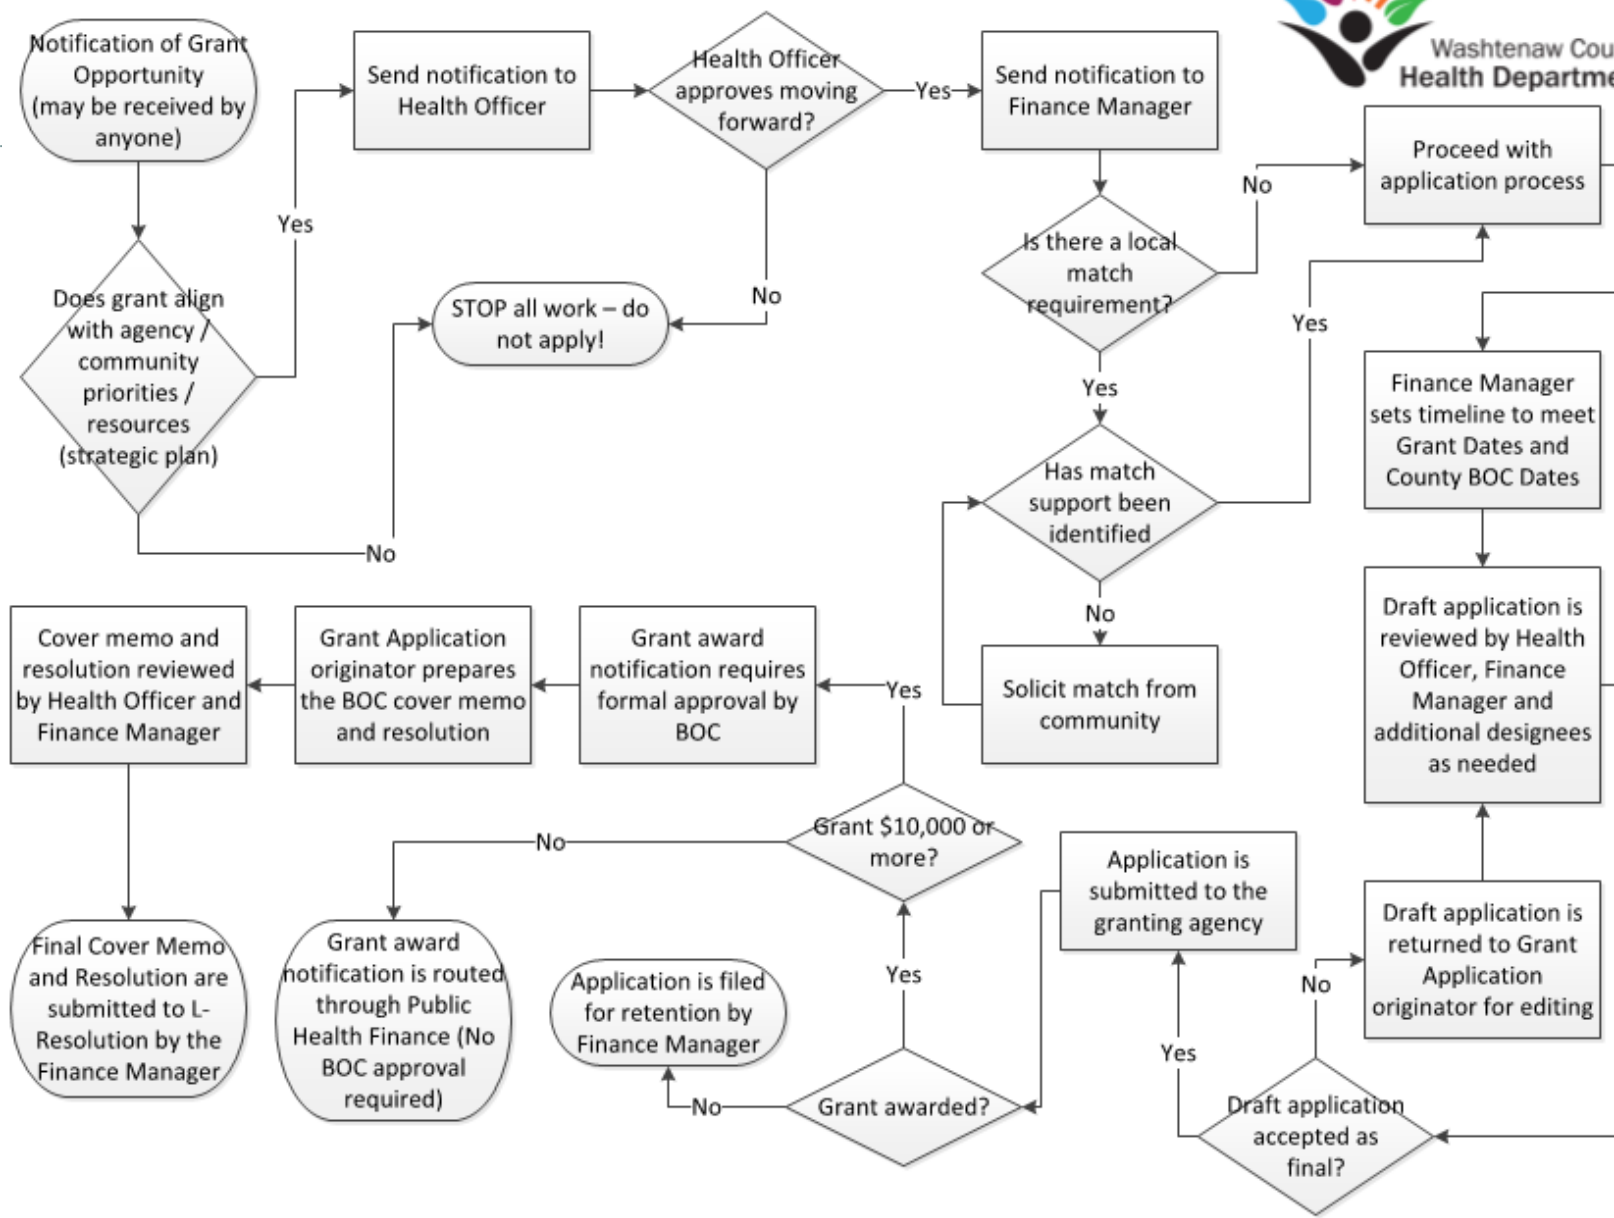 Notification of Grant
Opportunity
(may be received by
anyone)
Send notification to
Health Officer
Health Officer
approves moving
forward?
Yes
Send notification to
Finance Manager
Washtenaw Cou
Health Departme
Proceed with
application process
No
Is there a local
match
requirement?
Yes
Does grant align
with agency /
community
priorities /
resources
(strategic plan)
No
STOP all work – do
not apply!
No
Yes
Yes
Finance Manager
sets timeline to meet
Grant Dates and
County BOC Dates
Has match
support been
identified
No
Solicit match from
community
Draft application is
reviewed by Health
Officer, Finance
Manager and
additional designees
as needed
Cover memo and
resolution reviewed
by Health Officer and
Finance Manager
Grant Application
originator prepares
the BOC cover memo
and resolution
Grant award
notification requires
formal approval by
BOC
Yes
Grant $10,000 or
more?
No
Application is
submitted to the
granting agency
Draft application is
returned to Grant
Application
originator for editing
No
Final Cover Memo
and Resolution are
submitted to L-
Resolution by the
Finance Manager
Grant award
notification is routed
through Public
Health Finance (No
BOC approval
required)
Application is filed
for retention by
Finance Manager
Yes
No
Grant awarded?
Yes
Draft application
accepted as
final?